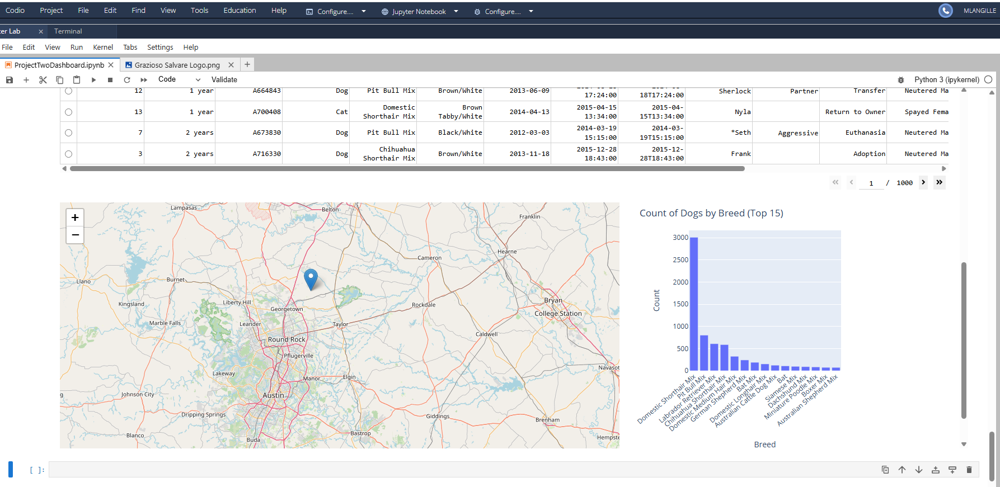 Codio Project File Edit Find View Tools Education Help Configure.... Jupyter Notebook Configure.... MLANGILLE
ter Lab Terminal
File Edit View Run Kernel Tabs Settings Help
ProjectTwoDashboard.ipynb Grazioso Salvare Logo.png
Code Validate Python 3 (ipykernel)
12 1 year A664843 Dog Pit Bull Mix Brown/White 2013-06-09 17:24:00 18T17:24:00 Sherlock Partner Transfer Neutered Ma
13 1 year A700408 Cat Domestic Shorthair Mix Brown Tabby/White 2014-04-13 2015-04-15 13:34:00 2015-04-15T13:34:00 Nyla Return to Owner Spayed Fema
7 2 years A673830 Dog Pit Bull Mix Black/White 2012-03-03 2014-03-19 15:15:00 2014-03-19T15:15:00 *Seth Aggressive Euthanasia Neutered Ma
3 2 years A716330 Dog Chihuahua Shorthair Mix Brown/White 2013-11-18 2015-12-28 18:43:00 2015-12-28T18:43:00 Frank Adoption Neutered Ma
1 / 1000
+
−
Lampasas
Belton
Franklin
Hearne
Cameron
Llano
Burnet
Bryan
Liberty Hill
Kingsland
Georgetown
Rockdale
College Station
Marble Falls
Leander
Taylor
Caldwell
Round Rock
Pflugerville
Navasot
Lakeway
Manor
Elgin
Johnson City
Austin
g
Dripping Springs
Giddings
Brenham
Blanco
Bastrop
Buda
Hempste
Count of Dogs by Breed (Top 15)
3000
2500
2000
1500
1000
500
0
Count
Domestic Shorthair Mix
Pit Bull Mix
Labrador Retriever Mix
Chihuahua Shorthair Mix
Domestic Medium Hair Mix
German Shepherd Mix
Bat Mix
Domestic Longhair Mix
Australian Cattle Dog Mix
Bat
Siamese Mix
Dachshund Mix
Miniature Poodle Mix
Boxer Mix
Australian Shepherd Mix
Breed
[ ]: